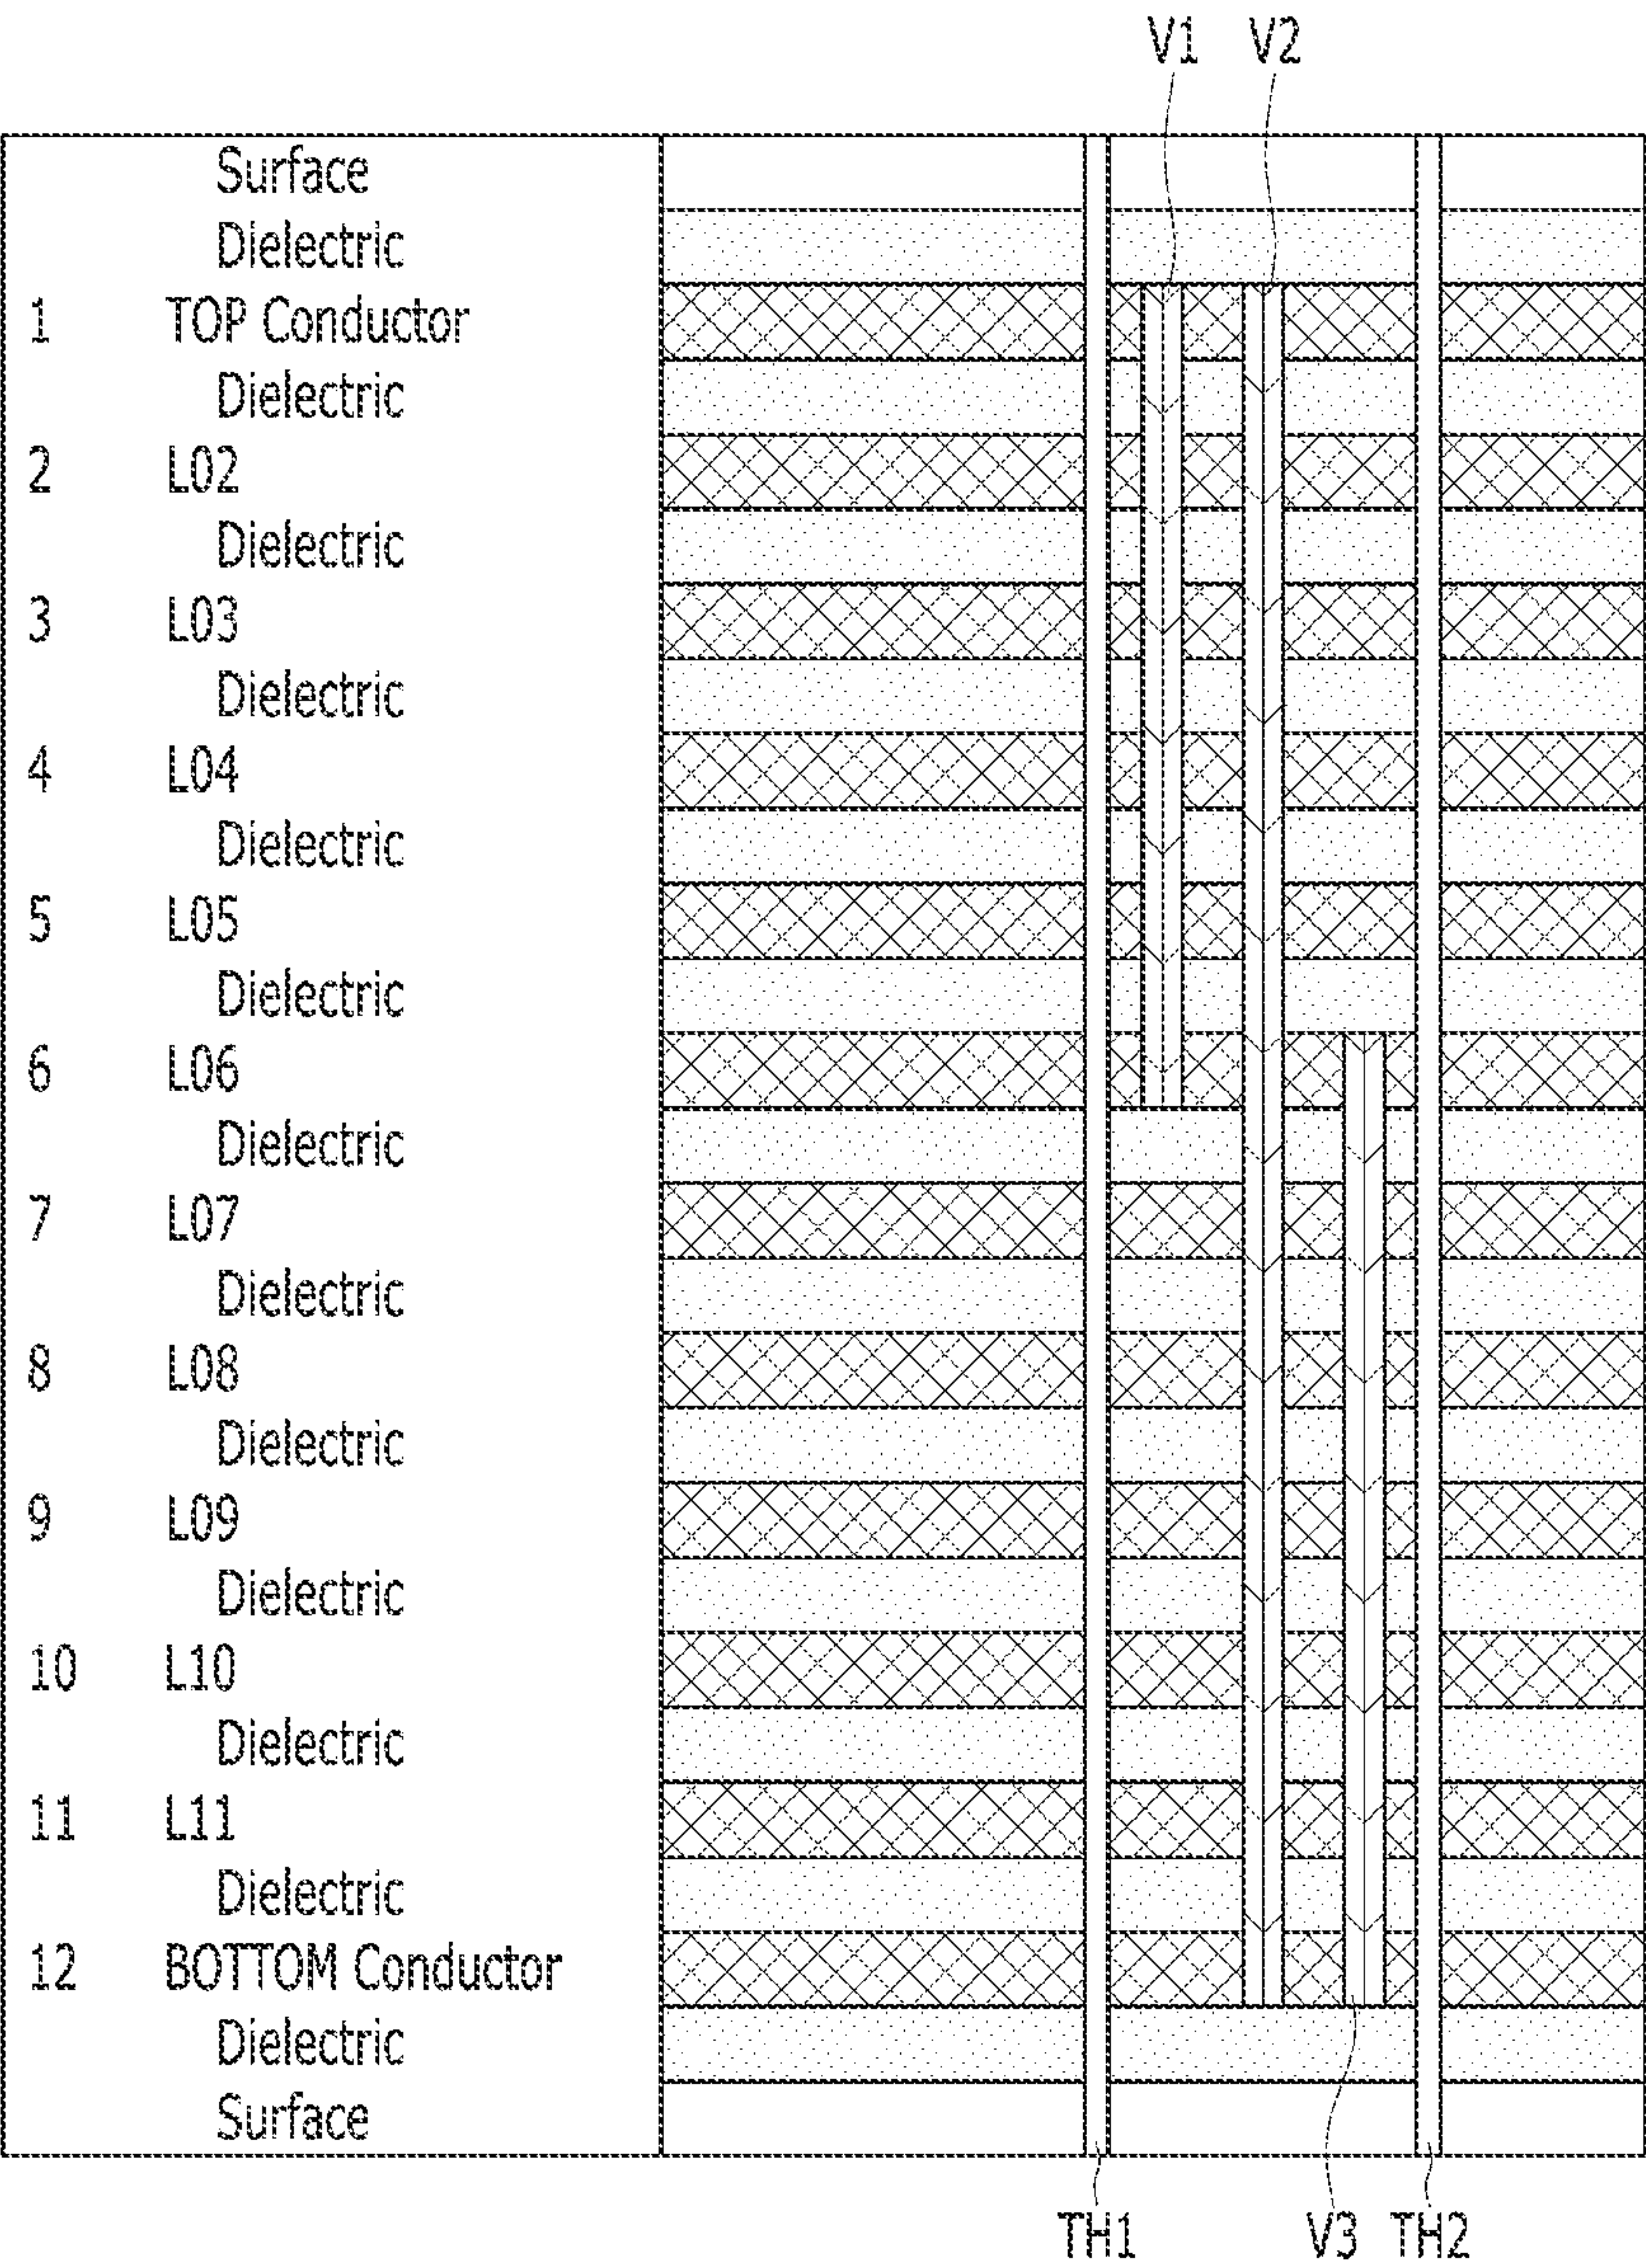 V1 V2
Surface
Dielectric
1 TOP Conductor
Dielectric
2 L02
Dielectric
3 L03
Dielectric
4 L04
Dielectric
5 L05
Dielectric
6 L06
Dielectric
7 L07
Dielectric
8 L08
Dielectric
9 L09
Dielectric
10 L10
Dielectric
11 L11
Dielectric
12 BOTTOM Conductor
Dielectric
Surface
TH1 V3 TH2